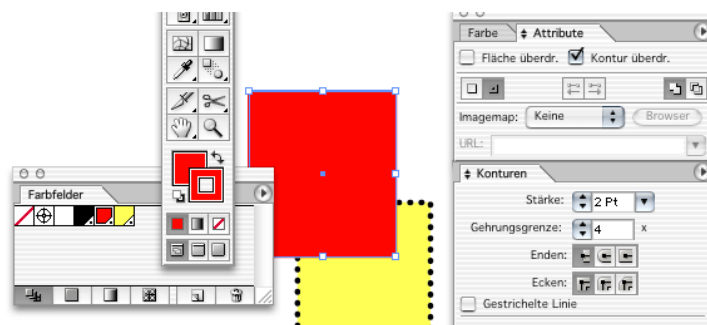 Farbe Attribute
Fläche überdr. Kontur überdr.
Imagemap: Keine Browser
URL:
Farbfelder
Konturen
Stärke: 2 Pt
Gehrungsgrenze: 4 x
Enden:
Ecken:
Gestrichelte Linie